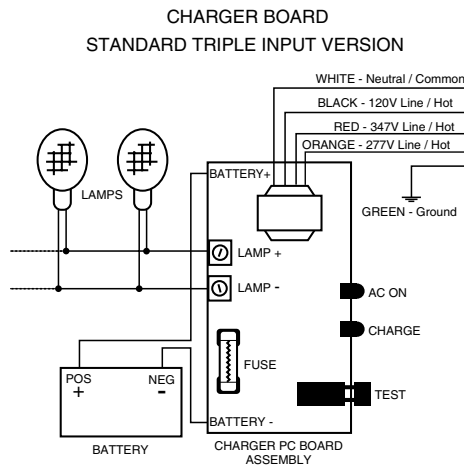 CHARGER BOARD
STANDARD TRIPLE INPUT VERSION
WHITE - Neutral / Common
BLACK - 120V Line / Hot
RED - 347V Line / Hot
ORANGE - 277V Line / Hot
BATTERY+
LAMPS
GREEN - Ground
LAMP +
LAMP -
AC ON
CHARGE
FUSE
POS
+
NEG
-
TEST
BATTERY -
BATTERY
CHARGER PC BOARD
ASSEMBLY